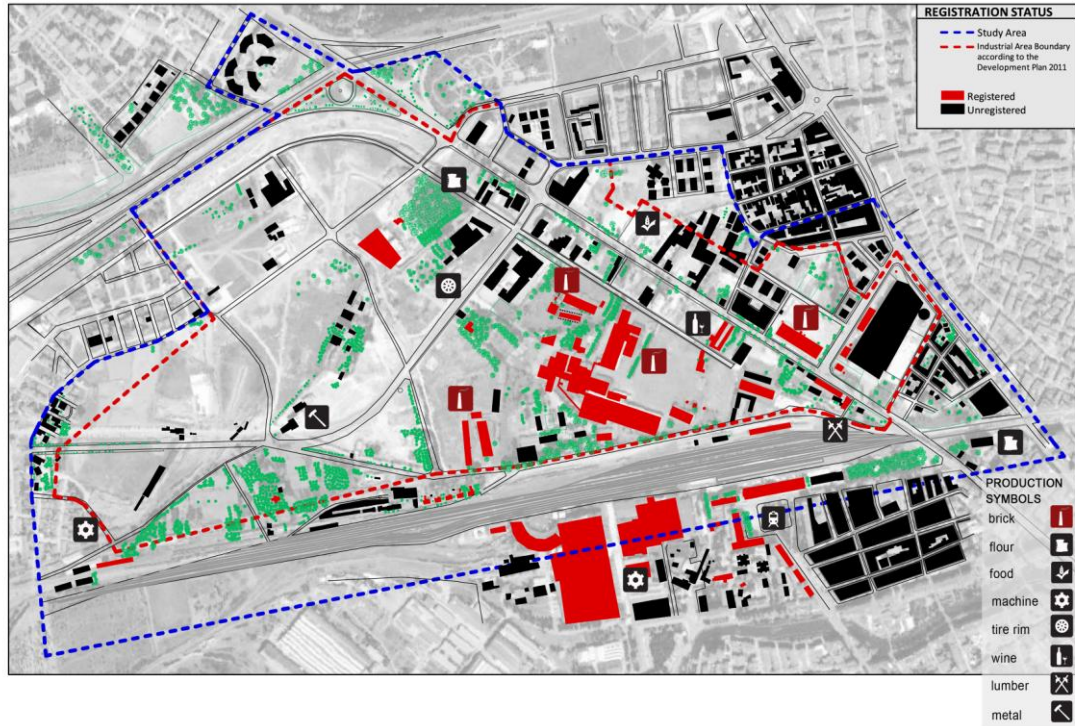 REGISTRATION STATUS
Study Area
Industrial Area Boundary
according to the
Development Plan 2011
Registered
Unregistered
PRODUCTION
SYMBOLS
brick
flour
food
machine
tire rim
wine
lumber
metal